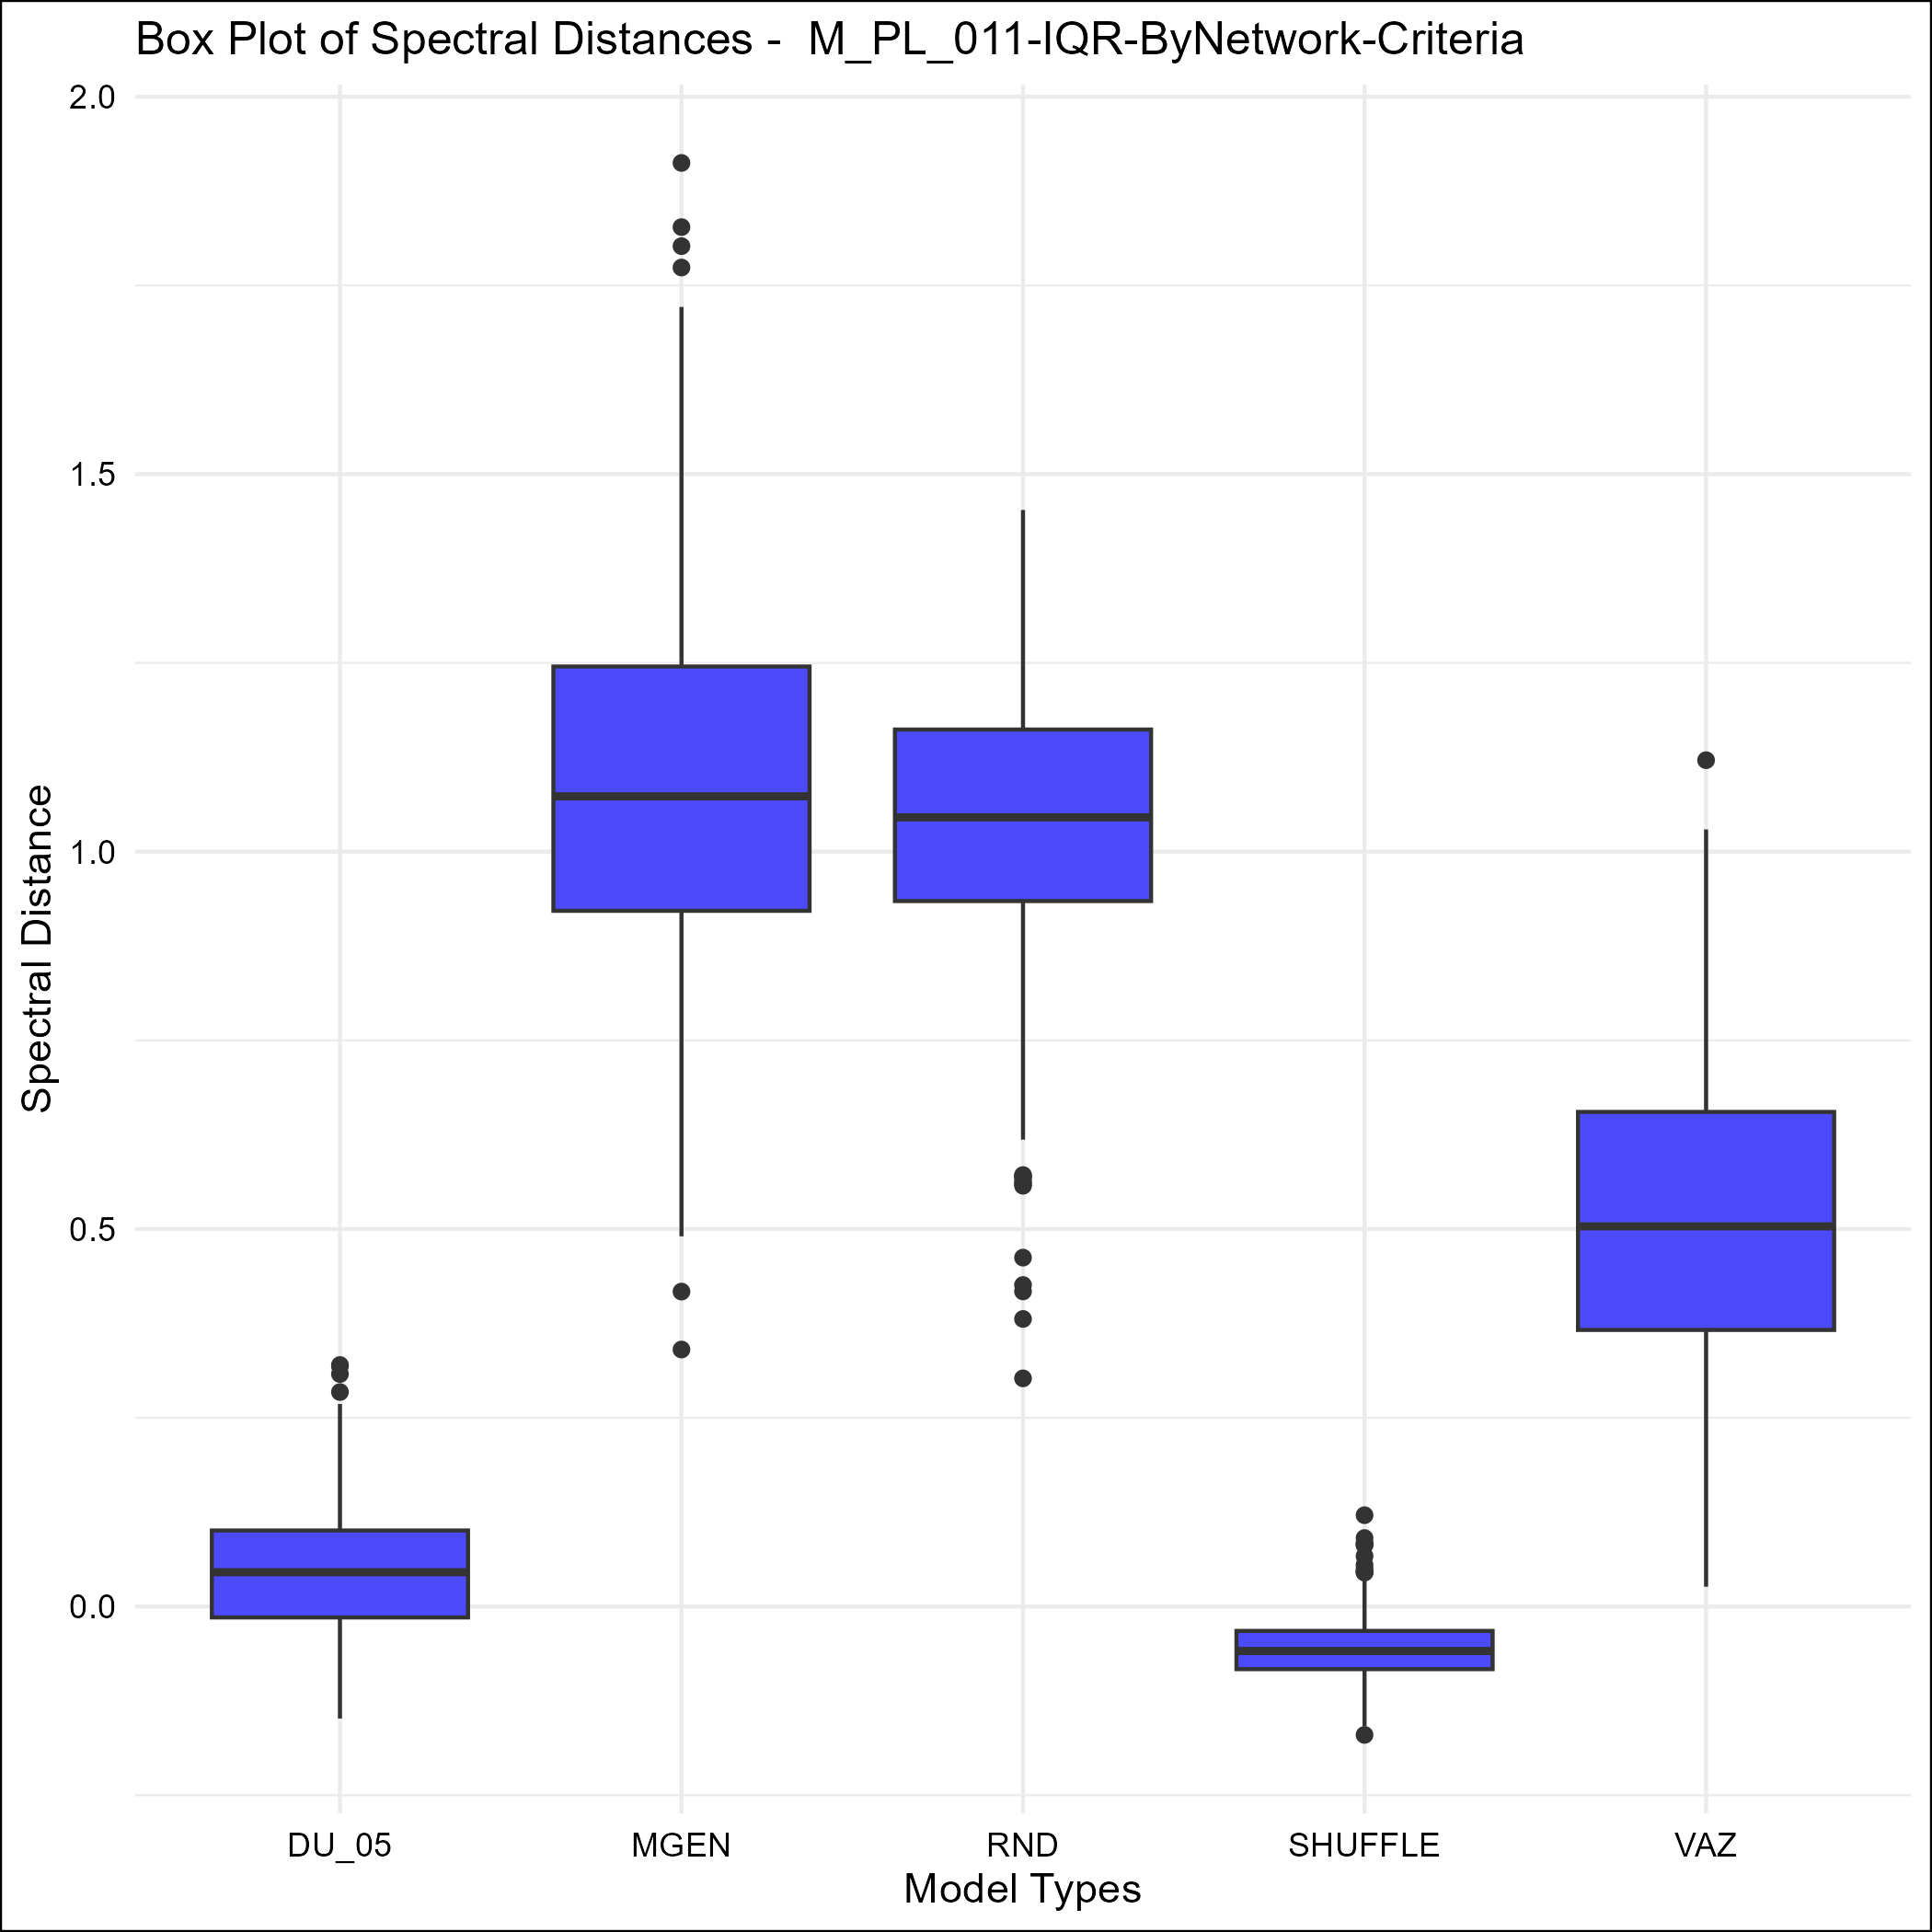 Box Plot of Spectral Distances -  M_PL_011-IQR-ByNetwork-Criteria
2.0
1.5
1.0
0.5
0.0
Spectral Distance
DU_05 MGEN RND SHUFFLE VAZ
Model Types